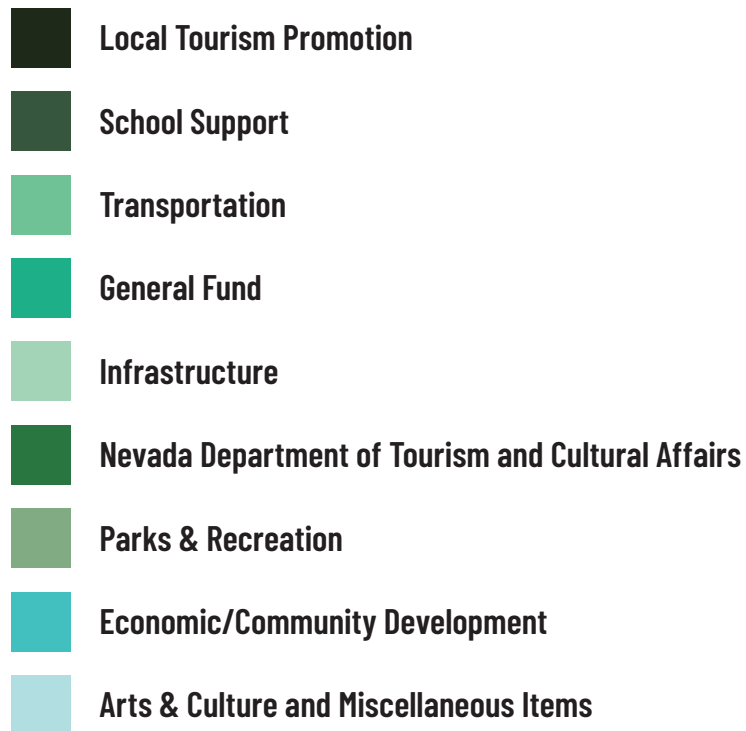 Local Tourism Promotion
School Support
Transportation
General Fund
Infrastructure
Nevada Department of Tourism and Cultural Affairs
Parks & Recreation
Economic/Community Development
Arts & Culture and Miscellaneous Items